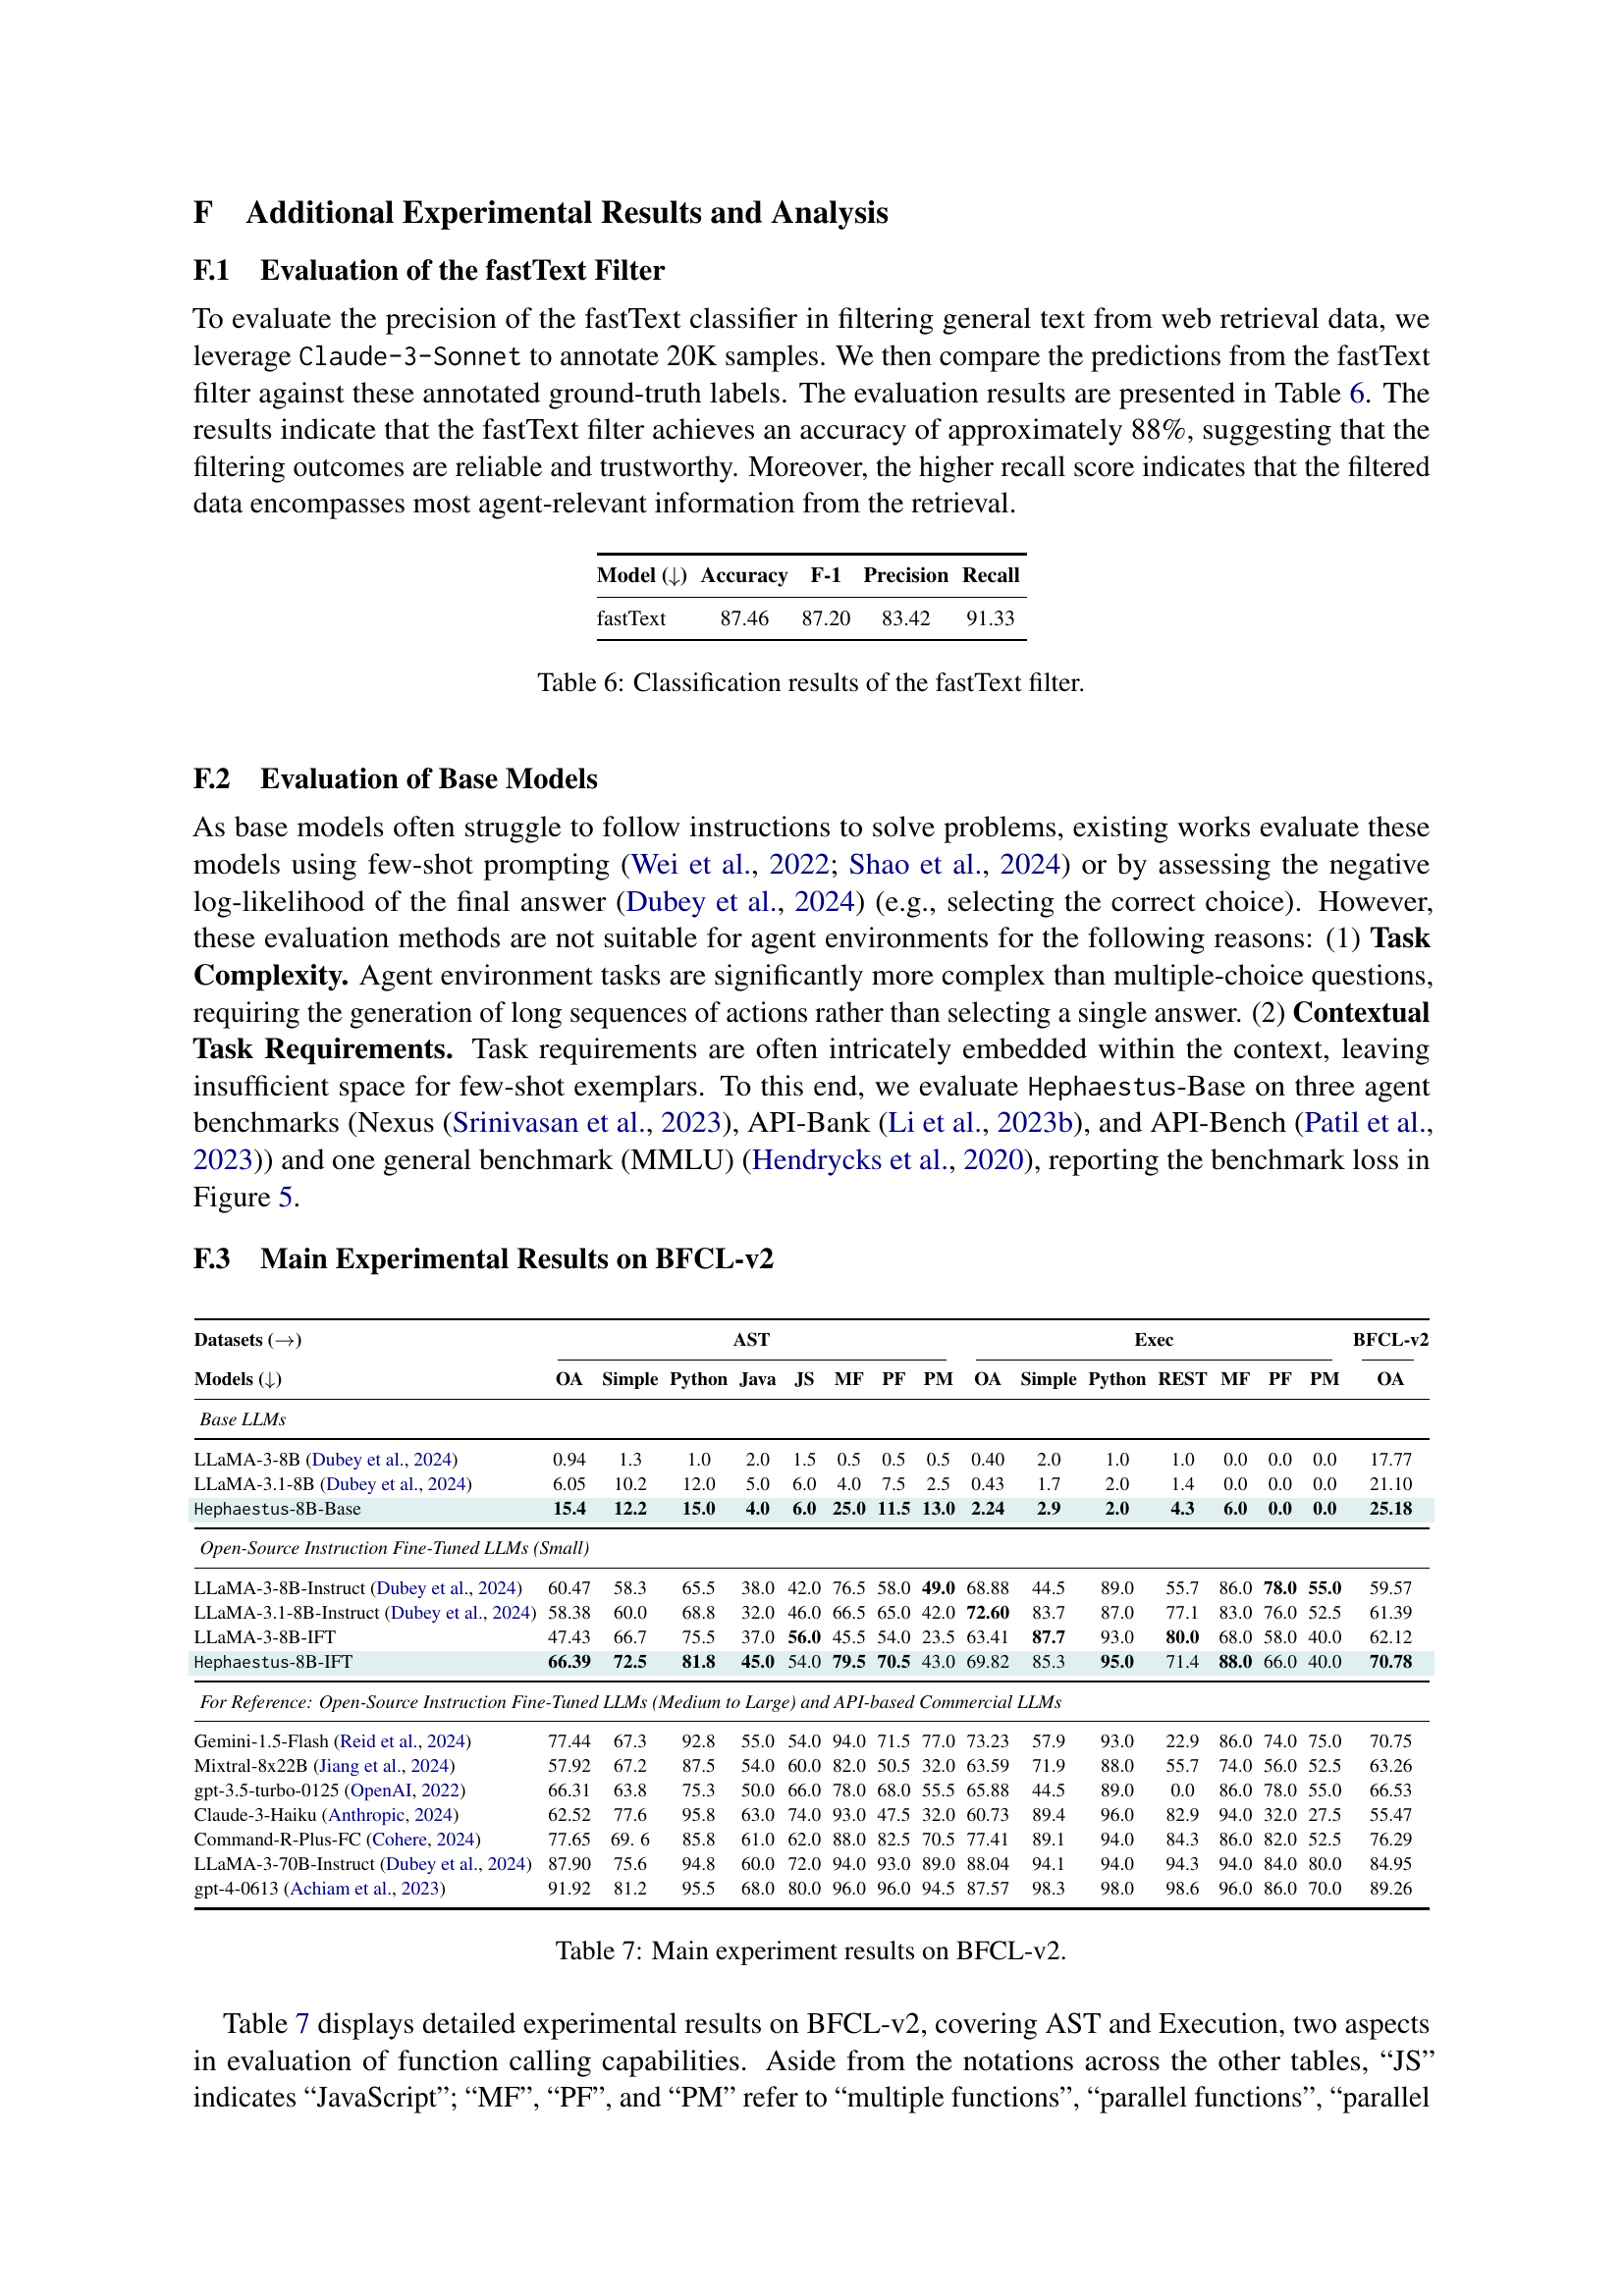 F Additional Experimental Results and Analysis
F.1 Evaluation of the fastText Filter
To evaluate the precision of the fastText classifier in filtering general text from web retrieval data, we
leverage Claude-3-Sonnet to annotate 20K samples. We then compare the predictions from the fastText
filter against these annotated ground-truth labels. The evaluation results are presented in Table 6. The
results indicate that the fastText filter achieves an accuracy of approximately 88%, suggesting that the
filtering outcomes are reliable and trustworthy. Moreover, the higher recall score indicates that the filtered
data encompasses most agent-relevant information from the retrieval.
Model (↓) Accuracy F-1 Precision Recall
fastText 87.46 87.20 83.42 91.33
Table 6: Classification results of the fastText filter.
F.2 Evaluation of Base Models
As base models often struggle to follow instructions to solve problems, existing works evaluate these
models using few-shot prompting (Wei et al., 2022; Shao et al., 2024) or by assessing the negative
log-likelihood of the final answer (Dubey et al., 2024) (e.g., selecting the correct choice). However,
these evaluation methods are not suitable for agent environments for the following reasons: (1) Task
Complexity. Agent environment tasks are significantly more complex than multiple-choice questions,
requiring the generation of long sequences of actions rather than selecting a single answer. (2) Contextual
Task Requirements. Task requirements are often intricately embedded within the context, leaving
insufficient space for few-shot exemplars. To this end, we evaluate Hephaestus-Base on three agent
benchmarks (Nexus (Srinivasan et al., 2023), API-Bank (Li et al., 2023b), and API-Bench (Patil et al.,
2023)) and one general benchmark (MMLU) (Hendrycks et al., 2020), reporting the benchmark loss in
Figure 5.
F.3 Main Experimental Results on BFCL-v2
Datasets (→) AST Exec BFCL-v2
Models (↓) OA Simple Python Java JS MF PF PM OA Simple Python REST MF PF PM OA
Base LLMs
LLaMA-3-8B (Dubey et al., 2024) 0.94 1.3 1.0 2.0 1.5 0.5 0.5 0.5 0.40 2.0 1.0 1.0 0.0 0.0 0.0 17.77
LLaMA-3.1-8B (Dubey et al., 2024) 6.05 10.2 12.0 5.0 6.0 4.0 7.5 2.5 0.43 1.7 2.0 1.4 0.0 0.0 0.0 21.10
Hephaestus-8B-Base 15.4 12.2 15.0 4.0 6.0 25.0 11.5 13.0 2.24 2.9 2.0 4.3 6.0 0.0 0.0 25.18
Open-Source Instruction Fine-Tuned LLMs (Small)
LLaMA-3-8B-Instruct (Dubey et al., 2024) 60.47 58.3 65.5 38.0 42.0 76.5 58.0 49.0 68.88 44.5 89.0 55.7 86.0 78.0 55.0 59.57
LLaMA-3.1-8B-Instruct (Dubey et al., 2024) 58.38 60.0 68.8 32.0 46.0 66.5 65.0 42.0 72.60 83.7 87.0 77.1 83.0 76.0 52.5 61.39
LLaMA-3-8B-IFT 47.43 66.7 75.5 37.0 56.0 45.5 54.0 23.5 63.41 87.7 93.0 80.0 68.0 58.0 40.0 62.12
Hephaestus-8B-IFT 66.39 72.5 81.8 45.0 54.0 79.5 70.5 43.0 69.82 85.3 95.0 71.4 88.0 66.0 40.0 70.78
For Reference: Open-Source Instruction Fine-Tuned LLMs (Medium to Large) and API-based Commercial LLMs
Gemini-1.5-Flash (Reid et al., 2024) 77.44 67.3 92.8 55.0 54.0 94.0 71.5 77.0 73.23 57.9 93.0 22.9 86.0 74.0 75.0 70.75
Mixtral-8x22B (Jiang et al., 2024) 57.92 67.2 87.5 54.0 60.0 82.0 50.5 32.0 63.59 71.9 88.0 55.7 74.0 56.0 52.5 63.26
gpt-3.5-turbo-0125 (OpenAI, 2022) 66.31 63.8 75.3 50.0 66.0 78.0 68.0 55.5 65.88 44.5 89.0 0.0 86.0 78.0 55.0 66.53
Claude-3-Haiku (Anthropic, 2024) 62.52 77.6 95.8 63.0 74.0 93.0 47.5 32.0 60.73 89.4 96.0 82.9 94.0 32.0 27.5 55.47
Command-R-Plus-FC (Cohere, 2024) 77.65 69. 6 85.8 61.0 62.0 88.0 82.5 70.5 77.41 89.1 94.0 84.3 86.0 82.0 52.5 76.29
LLaMA-3-70B-Instruct (Dubey et al., 2024) 87.90 75.6 94.8 60.0 72.0 94.0 93.0 89.0 88.04 94.1 94.0 94.3 94.0 84.0 80.0 84.95
gpt-4-0613 (Achiam et al., 2023) 91.92 81.2 95.5 68.0 80.0 96.0 96.0 94.5 87.57 98.3 98.0 98.6 96.0 86.0 70.0 89.26
Table 7: Main experiment results on BFCL-v2.
Table 7 displays detailed experimental results on BFCL-v2, covering AST and Execution, two aspects
in evaluation of function calling capabilities. Aside from the notations across the other tables, “JS”
indicates “JavaScript”; “MF”, “PF”, and “PM” refer to “multiple functions”, “parallel functions”, “parallel